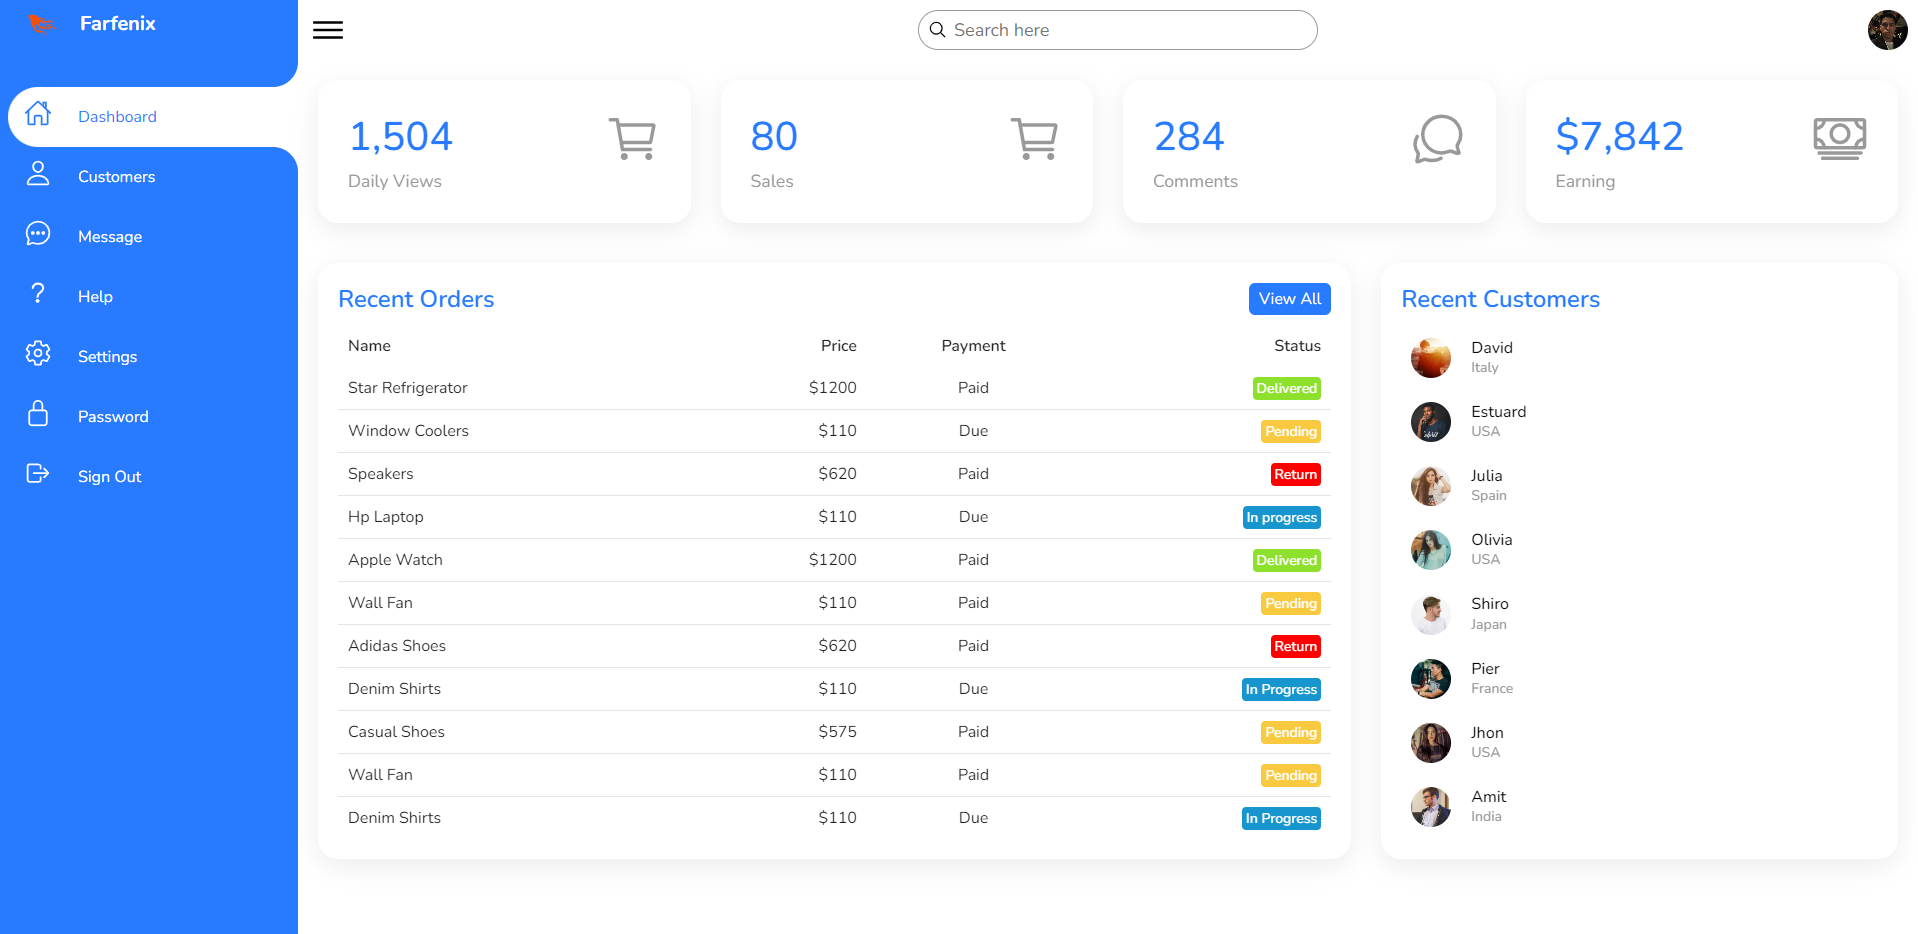 Farfenix
Dashboard
Customers
Message
Help
Settings
Password
Sign Out
Search here
1,504
Daily Views
80
Sales
284
Comments
$7,842
Earning
Recent Orders
View All
Name Price Payment Status
Star Refrigerator $1200 Paid Delivered
Window Coolers $110 Due Pending
Speakers $620 Paid Return
Hp Laptop $110 Due In progress
Apple Watch $1200 Paid Delivered
Wall Fan $110 Paid Pending
Adidas Shoes $620 Paid Return
Denim Shirts $110 Due In Progress
Casual Shoes $575 Paid Pending
Wall Fan $110 Paid Pending
Denim Shirts $110 Due In Progress
Recent Customers
David
Italy
Estuard
USA
Julia
Spain
Olivia
USA
Shiro
Japan
Pier
France
Jhon
USA
Amit
India